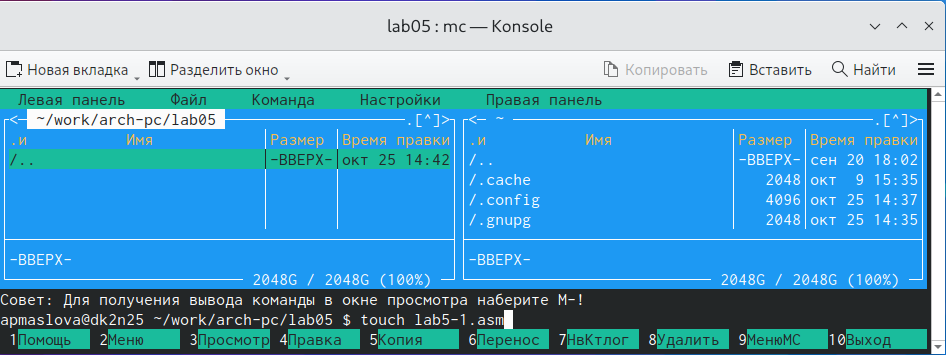 lab05 : mc — Konsole
Новая вкладка Разделить окно Копировать Вставить Найти
Левая панель Файл Команда Настройки Правая панель
<— ~/work/arch-pc/lab05 .[^]> <— ~ .[^]>
.и Имя Размер Время правки .и Имя Размер Время правки
/.. -ВВЕРХ- окт 25 14:42 /.. -ВВЕРХ- сен 20 18:02
/.cache 2048 окт 9 15:35
/.config 4096 окт 25 14:37
/.gnupg 2048 окт 25 14:35
-ВВЕРХ- -ВВЕРХ-
2048G / 2048G (100%) 2048G / 2048G (100%)
Совет: Для получения вывода команды в окне просмотра наберите M-!
apmaslova@dk2n25 ~/work/arch-pc/lab05 $ touch lab5-1.asm
1Помощь 2Меню 3Просмотр 4Правка 5Копия 6Перенос 7НвКтлог 8Удалить 9МенюMC 10Выход